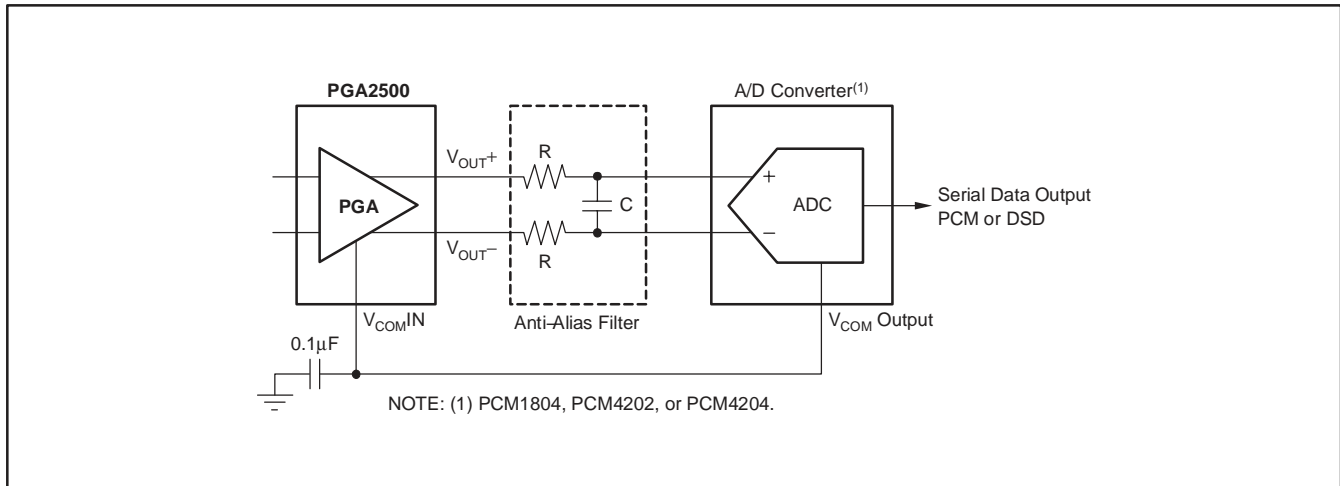 PGA2500
A/D Converter(1)
VOUT+
R
PGA
C
+
ADC
−
Serial Data Output
PCM or DSD
VOUT−
R
VCOMIN
Anti–Alias Filter
VCOM Output
0.1μF
NOTE: (1) PCM1804, PCM4202, or PCM4204.